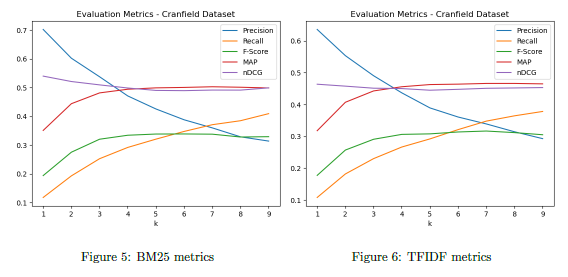 Evaluation Metrics - Cranfield Dataset
0.7
0.6
0.5
0.4
0.3
0.2
0.1
1 2 3 4 5 6 7 8 9
k
Precision
Recall
F-Score
MAP
nDCG
Figure 5: BM25 metrics
Evaluation Metrics - Cranfield Dataset
0.6
0.5
0.4
0.3
0.2
0.1
1 2 3 4 5 6 7 8 9
k
Precision
Recall
F-Score
MAP
nDCG
Figure 6: TFIDF metrics